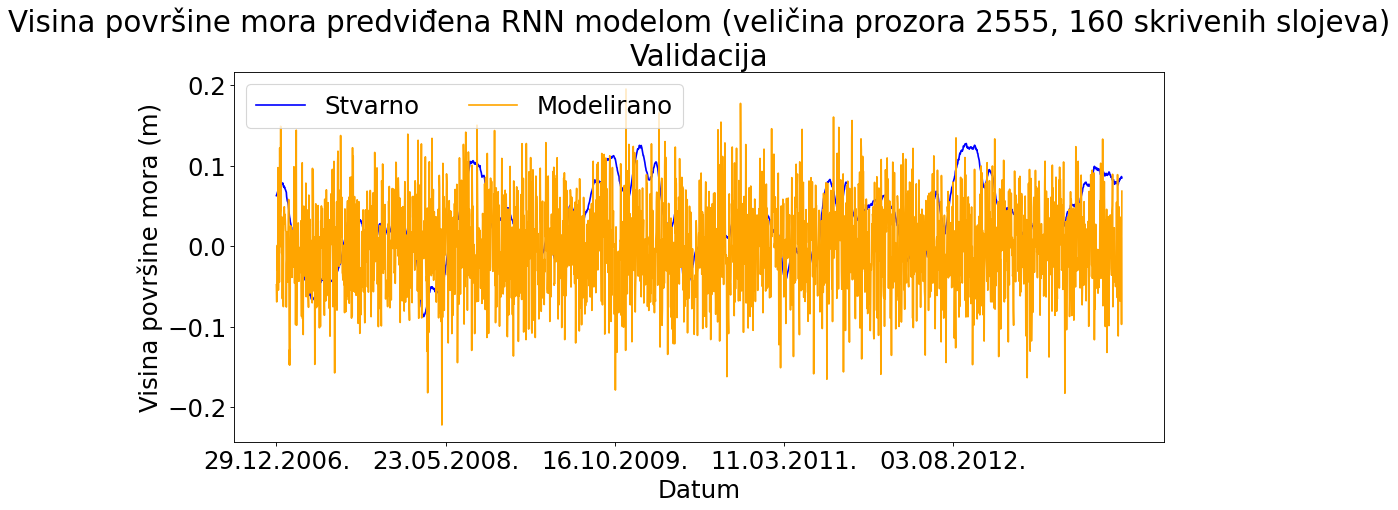 Visina površine mora predviđena RNN modelom (veličina prozora 2555, 160 skrivenih slojeva)
Validacija
Stvarno Modelirano
Visina površine mora (m)
0.2
0.1
0.0
−0.1
−0.2
29.12.2006. 23.05.2008. 16.10.2009. 11.03.2011. 03.08.2012.
Datum